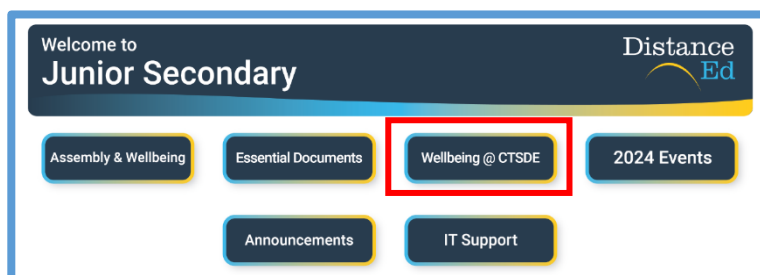 Welcome to
Junior Secondary
Distance
Ed
Assembly & Wellbeing
Essential Documents
Wellbeing @ CTSDE
2024 Events
Announcements
IT Support